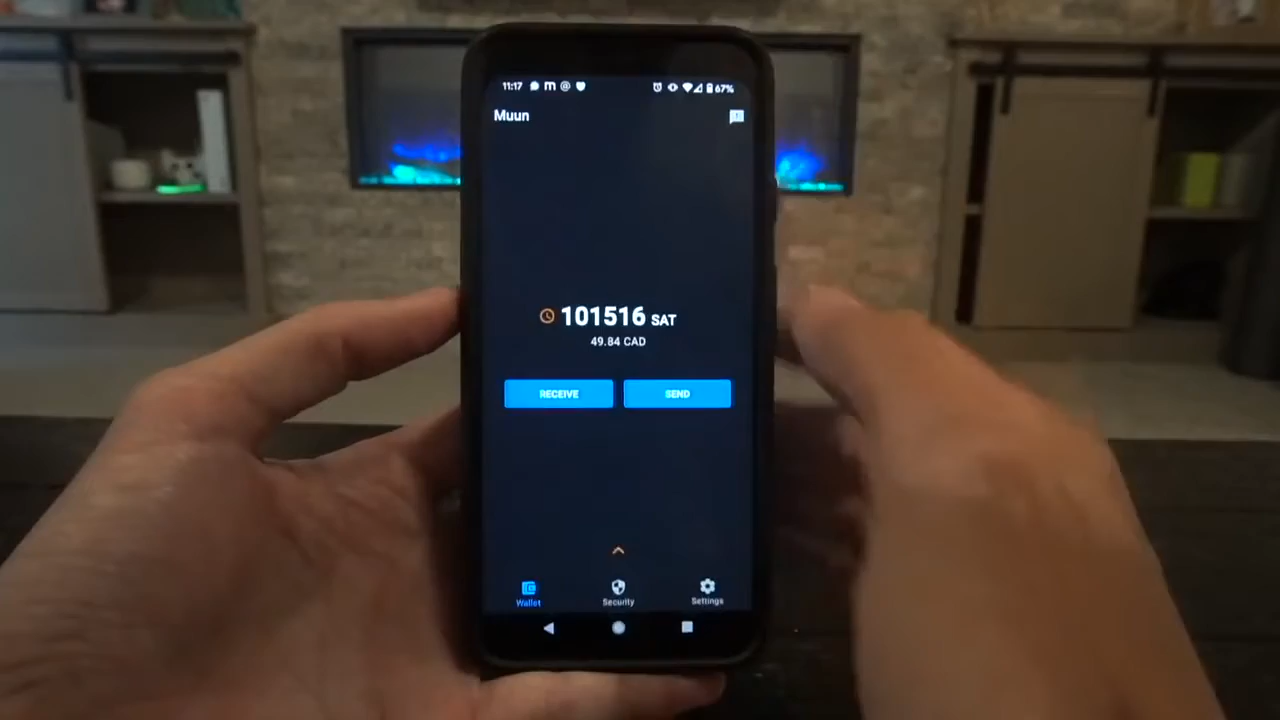 11:17 67%
Muun
101516 SAT
49.84 CAD
RECEIVE SEND
Wallet Security Settings